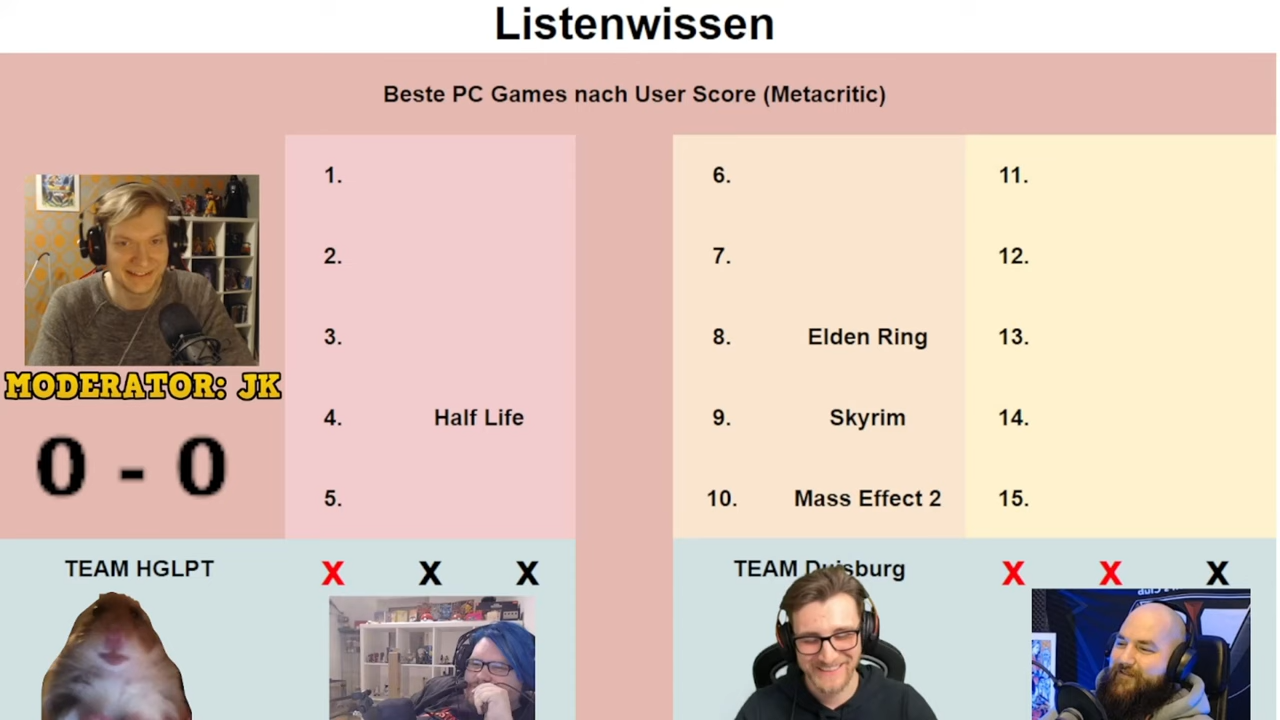 Listenwissen
Beste PC Games nach User Score (Metacritic)
1.
2.
3.
4. Half Life
5.
6.
7.
8. Elden Ring
9. Skyrim
10. Mass Effect 2
11.
12.
13.
14.
15.
MODERATOR: JK
0 - 0
TEAM HGLPT
X X X
TEAM Duisburg
X X X